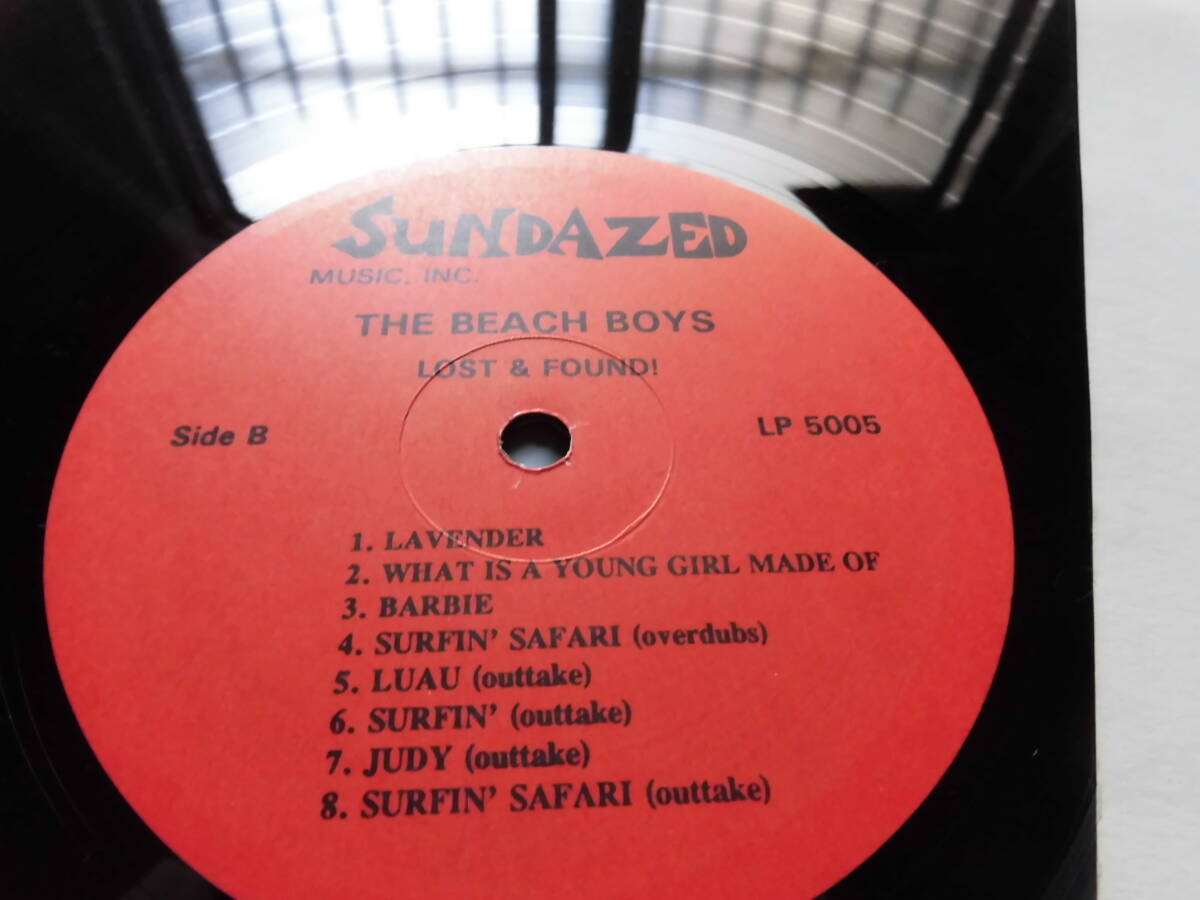 SUNDAZED
MUSIC, INC.
THE BEACH BOYS
LOST & FOUND!
Side B
LP 5005
1. LAVENDER
2. WHAT IS A YOUNG GIRL MADE OF
3. BARBIE
4. SURFIN' SAFARI (overdubs)
5. LUAU (outtake)
6. SURFIN' (outtake)
7. JUDY (outtake)
8. SURFIN' SAFARI (outtake)